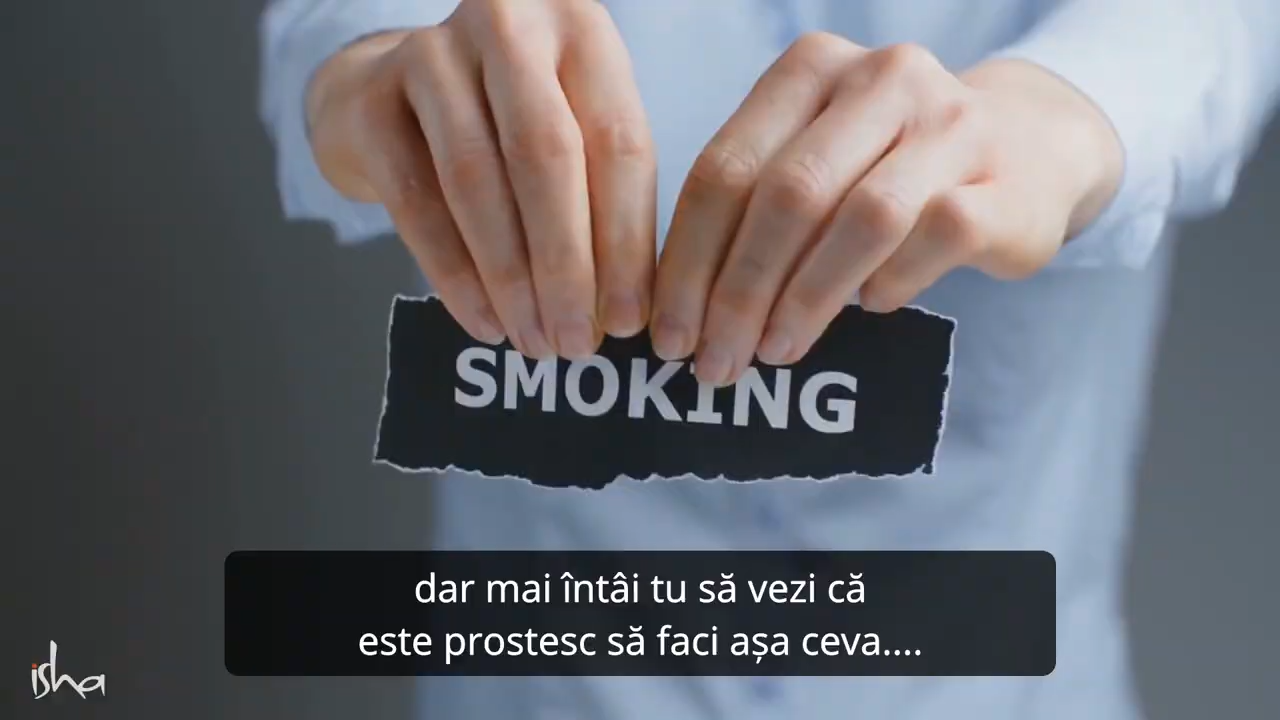 SMOKING
dar mai întâi tu să vezi că
este prostesc să faci așa ceva....
isha